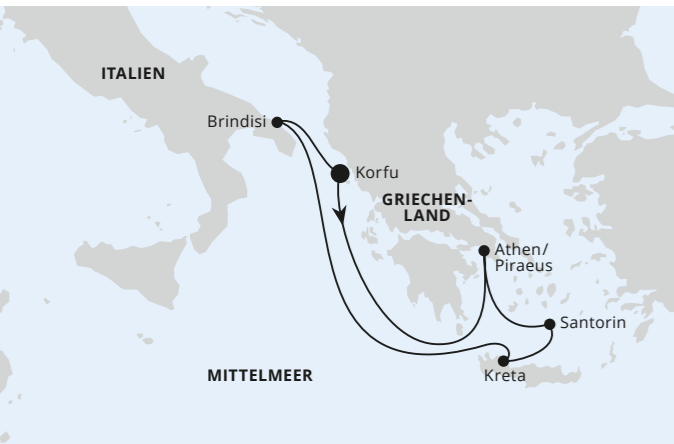 ITALIEN
Brindisi
Korfu
GRIECHEN-
LAND
Athen/
Piraeus
Santorin
Kreta
MITTELMEER